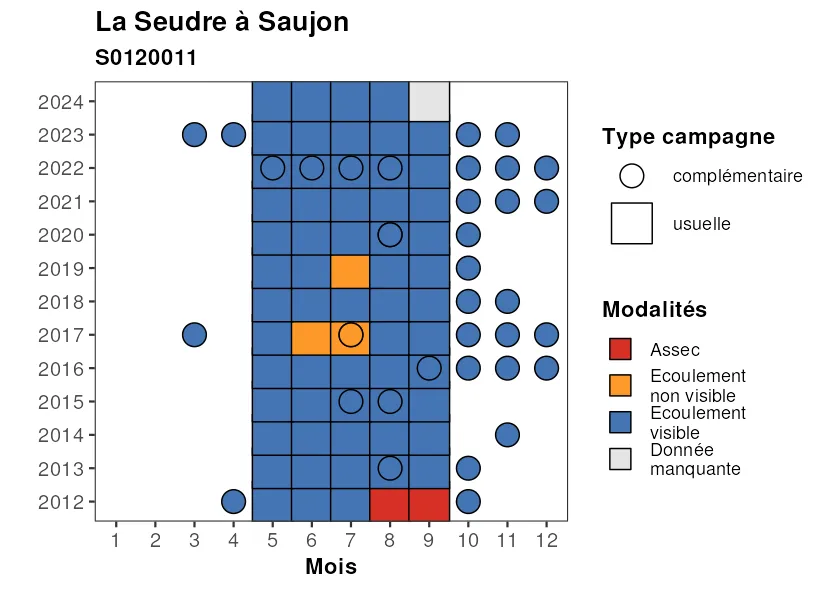 La Seudre à Saujon
S0120011
2024
2023
2022
2021
2020
2019
2018
2017
2016
2015
2014
2013
2012
1 2 3 4 5 6 7 8 9 10 11 12
Mois
Type campagne
complémentaire
usuelle
Modalités
Assec
Ecoulement
non visible
Ecoulement
visible
Donnée
manquante